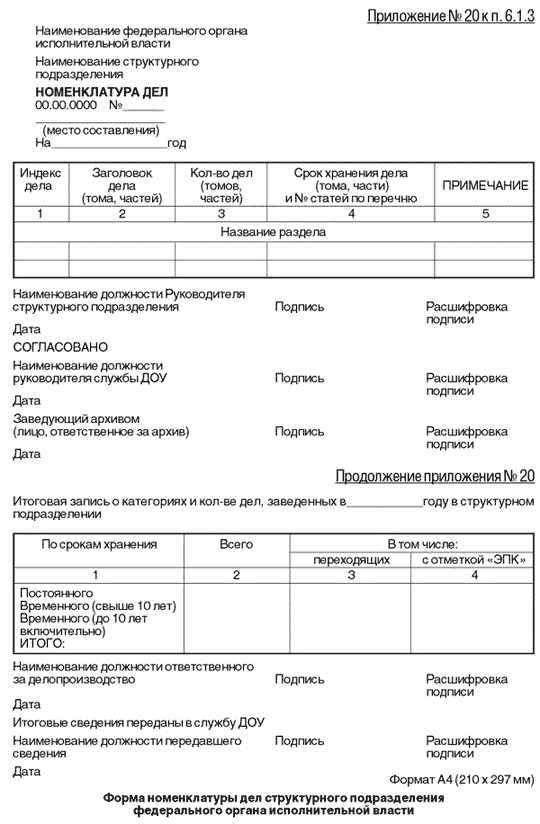 Приложение № 20 к п. 6.1.3
Наименование федерального органа
исполнительной власти
Наименование структурного
подразделения
НОМЕНКЛАТУРА ДЕЛ
00.00.0000 №_______
____________________
(место составления)
На__________________год
Индекс дела | Заголовок дела (тома, частей) | Кол-во дел (томов, частей) | Срок хранения дела (тома, части) и № статей по перечню | ПРИМЕЧАНИЕ
1 2 3 4 5
Название раздела
Наименование должности Руководителя
структурного подразделения Подпись Расшифровка
подписи
Дата
СОГЛАСОВАНО
Наименование должности
руководителя службы ДОУ Подпись Расшифровка
подписи
Дата
Заведующий архивом
(лицо, ответственное за архив) Подпись Расшифровка
подписи
Дата
Продолжение приложения № 20
Итоговая запись о категориях и кол-ве дел, заведенных в____________году в структурном
подразделении
По срокам хранения Всего В том числе:
переходящих с отметкой «ЭПК»
1 2 3 4
Постоянного
Временного (свыше 10 лет)
Временного (до 10 лет
включительно)
ИТОГО:
Наименование должности ответственного
за делопроизводство Подпись Расшифровка
подписи
Дата
Итоговые сведения переданы в службу ДОУ
Наименование должности передавшего Подпись Расшифровка
сведения подписи
Дата
Формат А4 (210 х 297 мм)
Форма номенклатуры дел структурного подразделения
федерального органа исполнительной власти